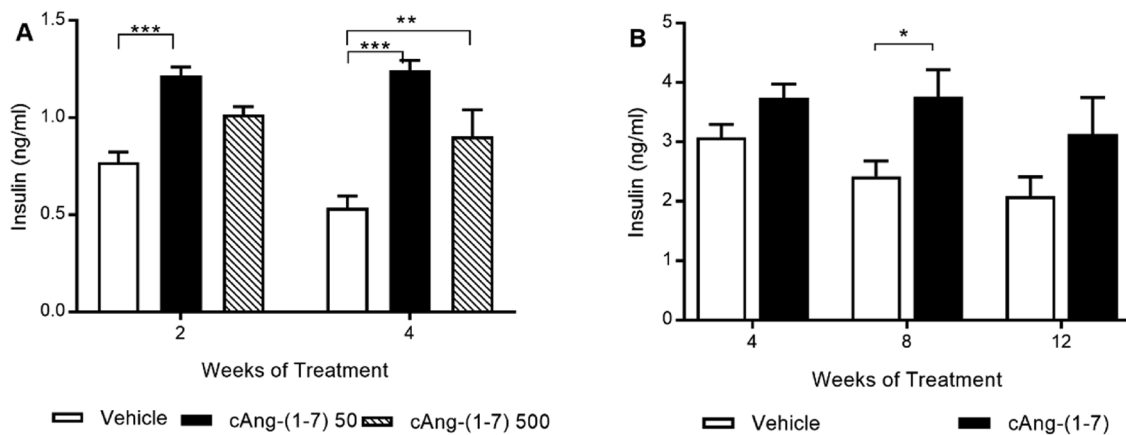 A
***
**
***
Insulin (ng/ml)
1.5
1.0
0.5
0.0
2
4
Weeks of Treatment
Vehicle
cAng-(1-7) 50
cAng-(1-7) 500
B
*
Insulin (ng/ml)
5
4
3
2
1
0
4
8
12
Weeks of Treatment
Vehicle
cAng-(1-7)